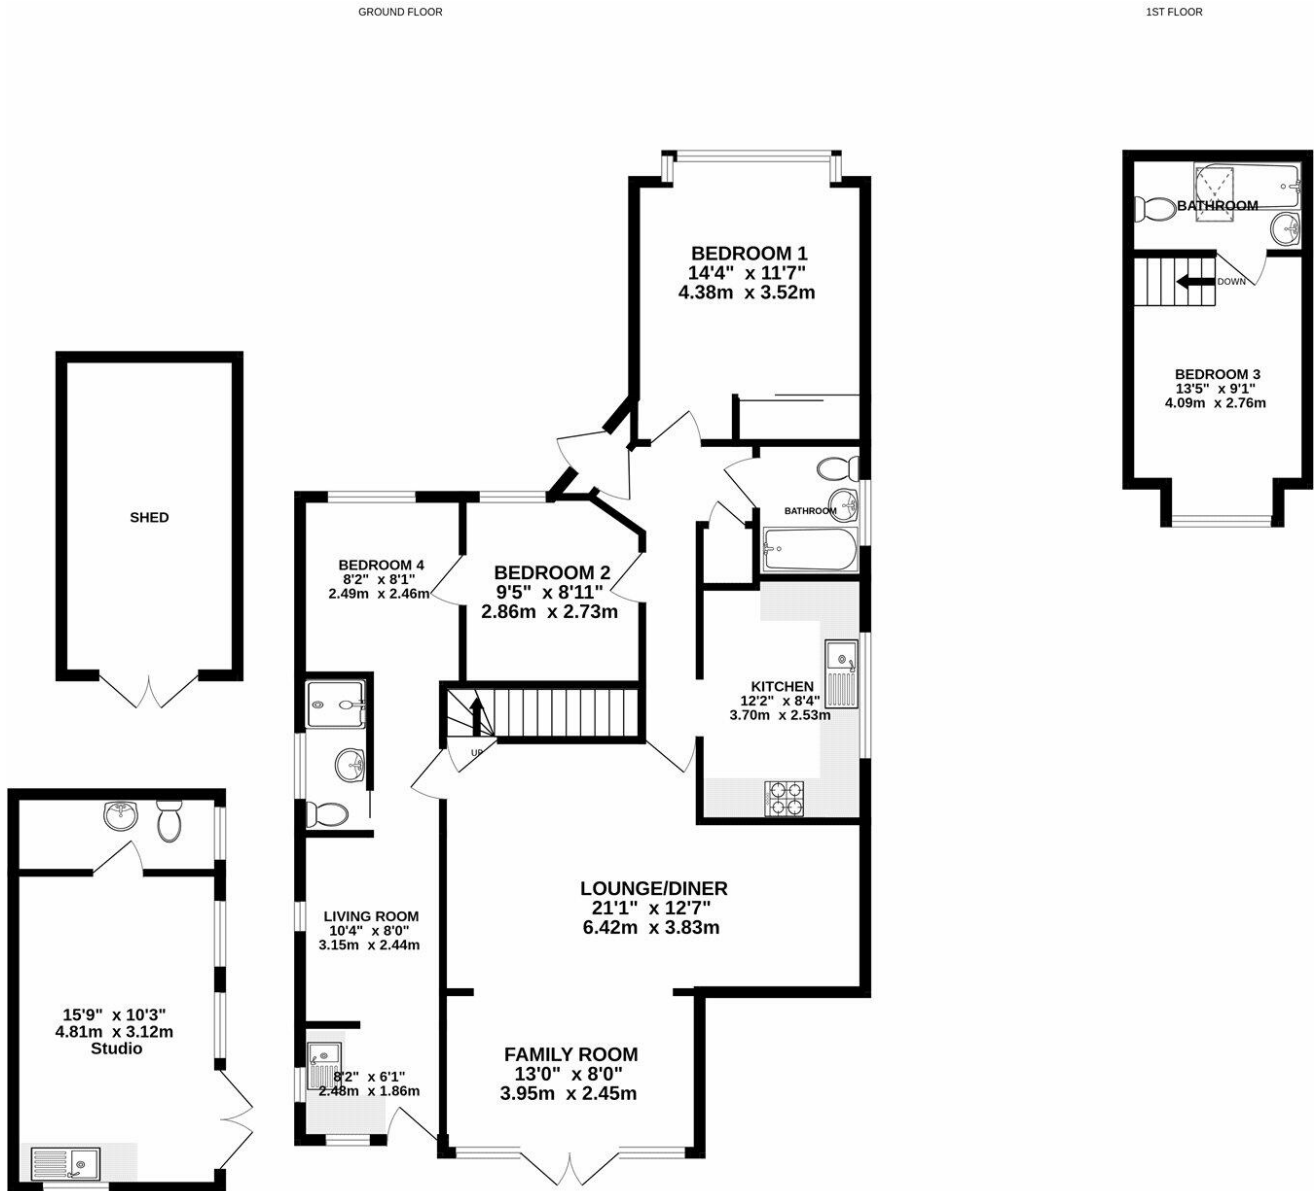 GROUND FLOOR
1ST FLOOR
BEDROOM 1
14'4" x 11'7"
4.38m x 3.52m
BATHROOM
DOWN
BEDROOM 3
13'5" x 9'1"
4.09m x 2.76m
SHED
BATHROOM
BEDROOM 4
8'2" x 8'1"
2.49m x 2.46m
BEDROOM 2
9'5" x 8'11"
2.86m x 2.73m
KITCHEN
12'2" x 8'4"
3.70m x 2.53m
UP
LOUNGE/DINER
21'1" x 12'7"
6.42m x 3.83m
LIVING ROOM
10'4" x 8'0"
3.15m x 2.44m
15'9" x 10'3"
4.81m x 3.12m
Studio
FAMILY ROOM
13'0" x 8'0"
3.95m x 2.45m
8'2" x 6'1"
2.48m x 1.86m